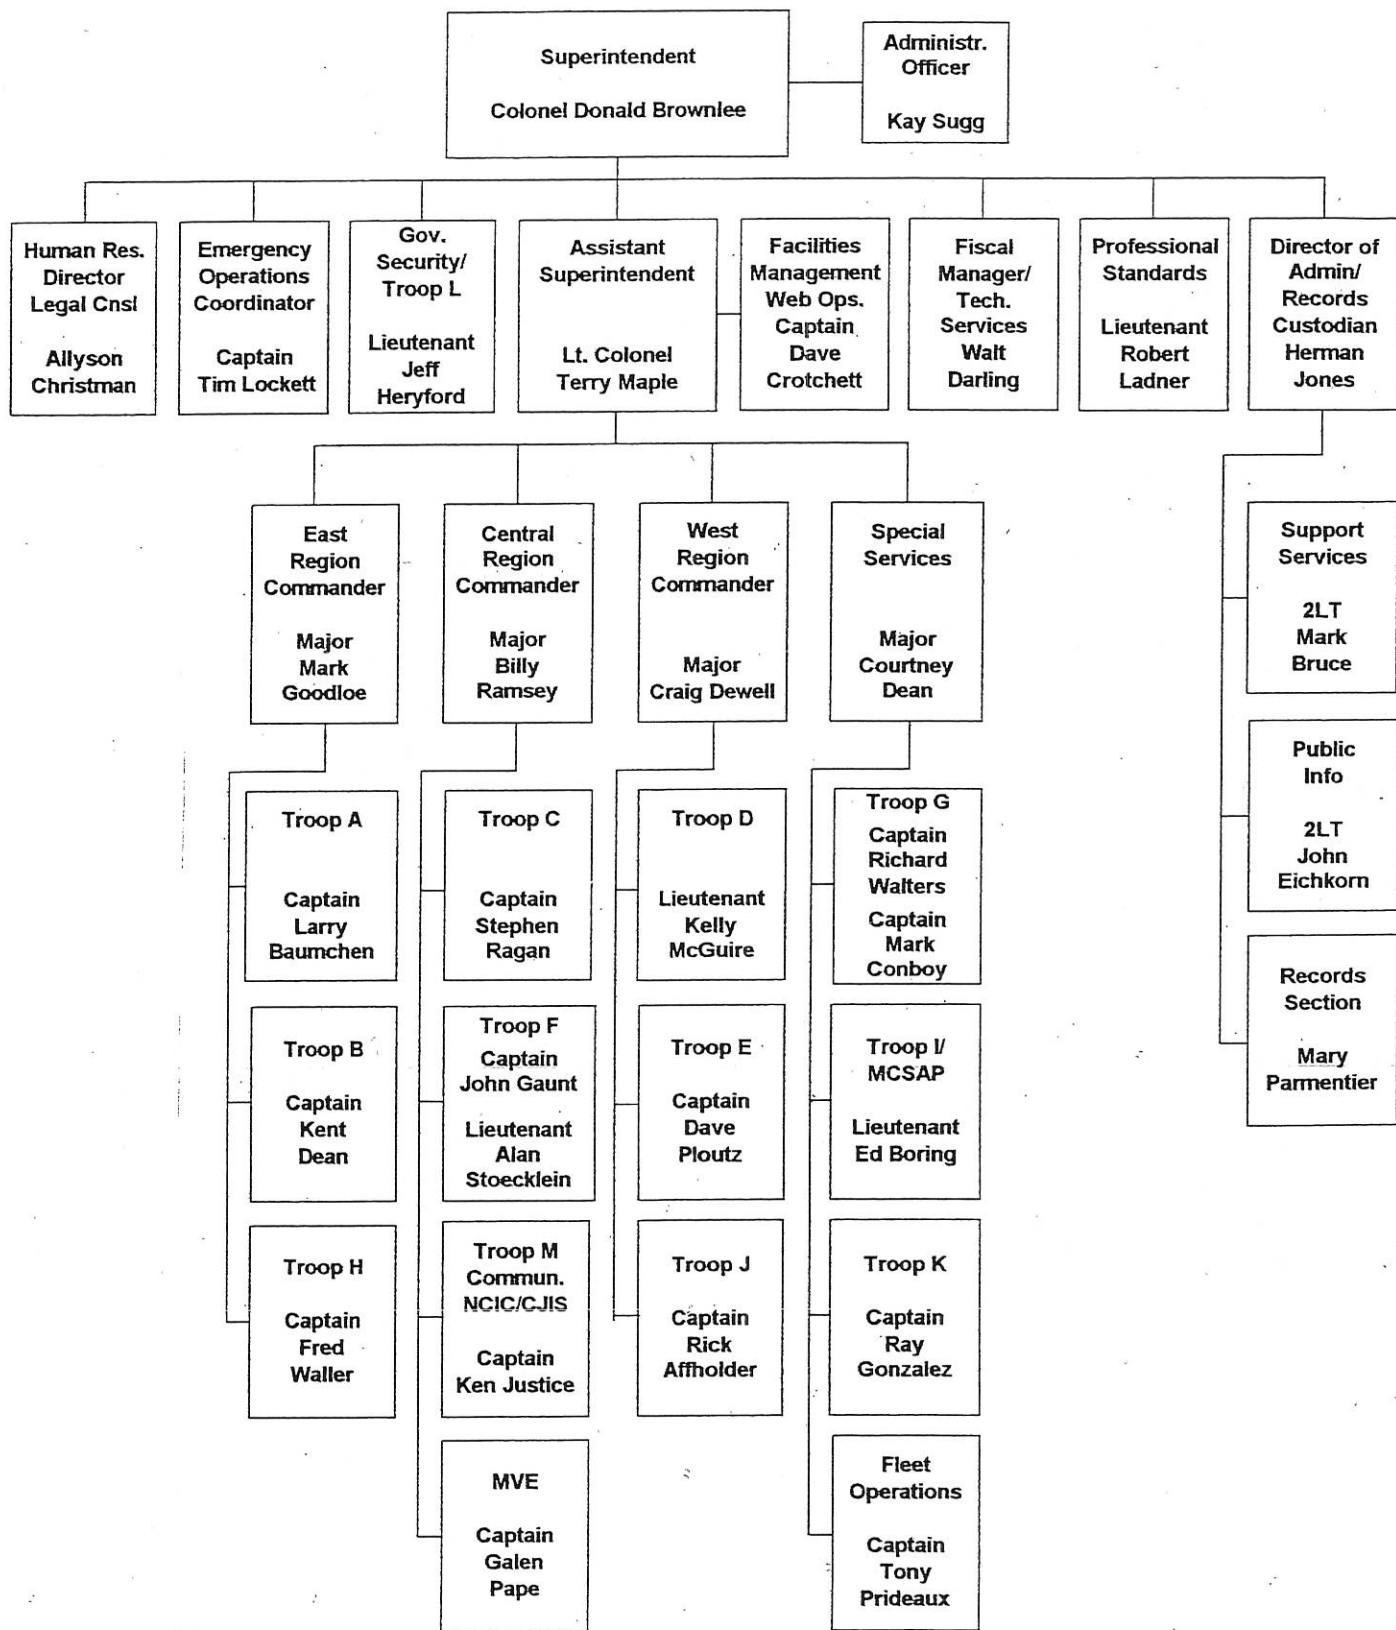 Superintendent
Colonel Donald Brownlee
Administr.
Officer
Kay Sugg
Human Res.
Director
Legal Cnsl
Allyson
Christman
Emergency
Operations
Coordinator
Captain
Tim Lockett
Gov.
Security/
Troop L
Lieutenant
Jeff
Heryford
Assistant
Superintendent
Lt. Colonel
Terry Maple
Facilities
Management
Web Ops.
Captain
Dave
Crotchett
Fiscal
Manager/
Tech.
Services
Walt
Darling
Professional
Standards
Lieutenant
Robert
Ladner
Director of
Admin/
Records
Custodian
Herman
Jones
East
Region
Commander
Major
Mark
Goodloe
Central
Region
Commander
Major
Billy
Ramsey
West
Region
Commander
Major
Craig Dewell
Special
Services
Major
Courtney
Dean
Support
Services
2LT
Mark
Bruce
Public
Info
2LT
John
Eichkorn
Records
Section
Mary
Parmentier
Troop A
Captain
Larry
Baumchen
Troop C
Captain
Stephen
Ragan
Troop D
Lieutenant
Kelly
McGuire
Troop G
Captain
Richard
Walters
Captain
Mark
Conboy
Troop B
Captain
Kent
Dean
Troop F
Captain
John Gaunt
Lieutenant
Alan
Stoecklein
Troop E
Captain
Dave
Ploutz
Troop I/
MCSAP
Lieutenant
Ed Boring
Troop H
Captain
Fred
Waller
Troop M
Commun.
NCIC/CJIS
Captain
Ken Justice
Troop J
Captain
Rick
Affholder
Troop K
Captain
Ray
Gonzalez
MVE
Captain
Galen
Pape
Fleet
Operations
Captain
Tony
Prideaux